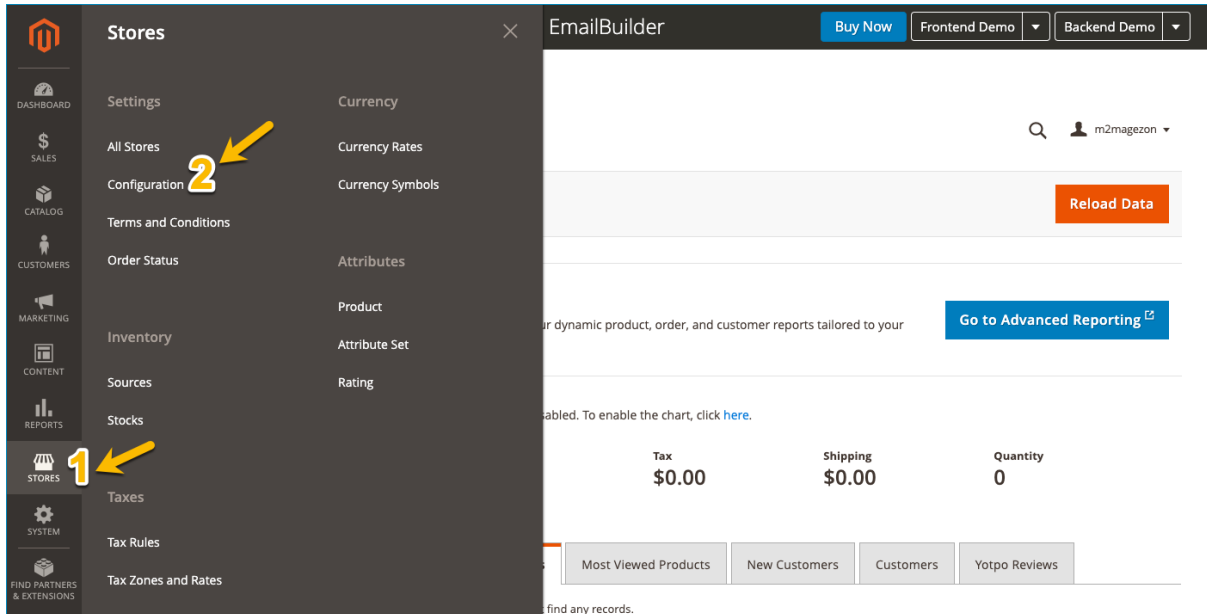 EmailBuilder
Buy Now
Frontend Demo
Backend Demo
DASHBOARD
SALES
CATALOG
CUSTOMERS
MARKETING
CONTENT
REPORTS
STORES
SYSTEM
FIND PARTNERS
& EXTENSIONS
Stores
Settings
All Stores
Configuration
2
Terms and Conditions
Order Status
Inventory
Sources
Stocks
1
Taxes
Tax Rules
Tax Zones and Rates
Currency
Currency Rates
Currency Symbols
Attributes
Product
Attribute Set
Rating
m2magezon
Reload Data
ur dynamic product, order, and customer reports tailored to your
Go to Advanced Reporting
sabled. To enable the chart, click here.
Tax
$0.00
Shipping
$0.00
Quantity
0
s
Most Viewed Products
New Customers
Customers
Yotpo Reviews
t find any records.